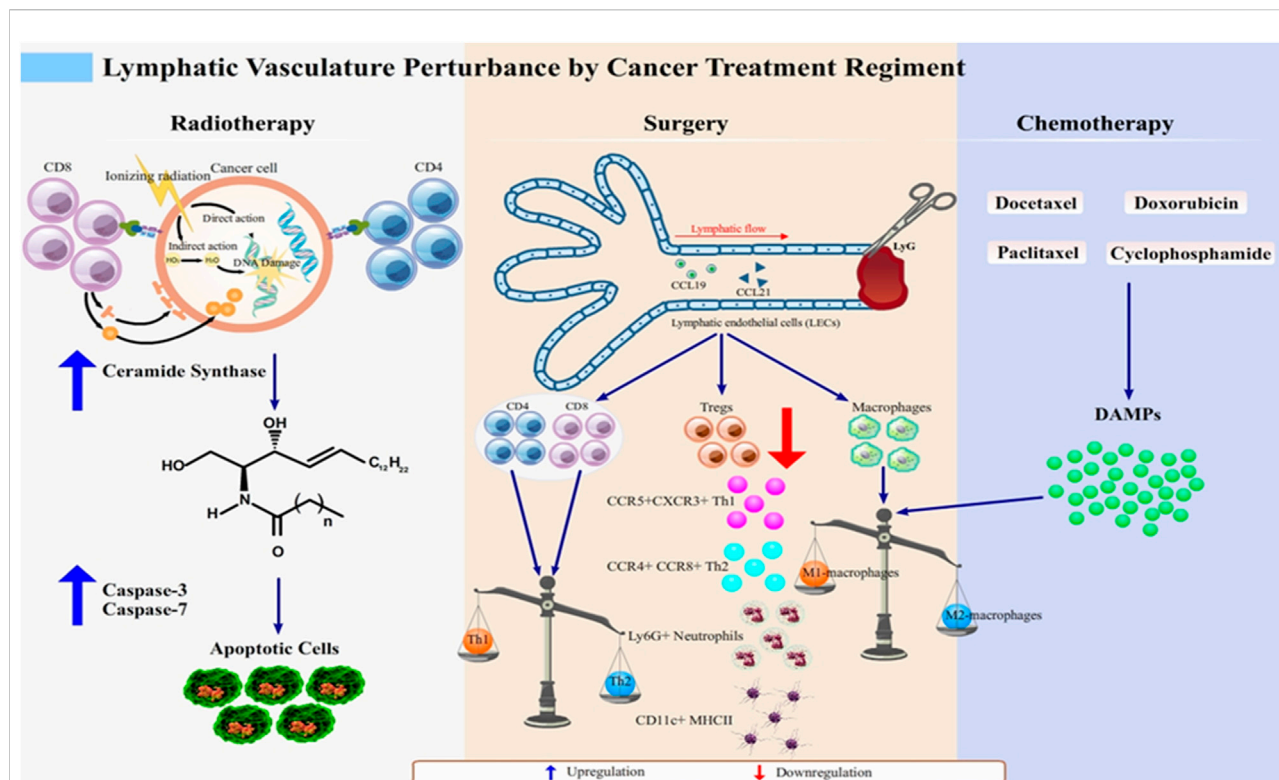 Lymphatic Vasculature Perturbance by Cancer Treatment Regiment
Radiotherapy
CD8
Ionizing radiation
Cancer cell
CD4
Direct action
Indirect action
HO₂
H₂O
DNA Damage
Ceramide Synthase
OH
HO
C₁₂H₂₂
N
H
n
O
Caspase-3
Caspase-7
Apoptotic Cells
Surgery
Lymphatic flow
LyG
CCL19
CCL21
Lymphatic endothelial cells (LECs)
CD4
CD8
Tregs
Macrophages
CCR5+CXCR3+ Th1
CCR4+ CCR8+ Th2
M1-macrophages
M2-macrophages
Ly6G+ Neutrophils
Th1
Th2
CD11c+ MHCII
Chemotherapy
Docetaxel
Doxorubicin
Paclitaxel
Cyclophosphamide
DAMPs
Upregulation
Downregulation